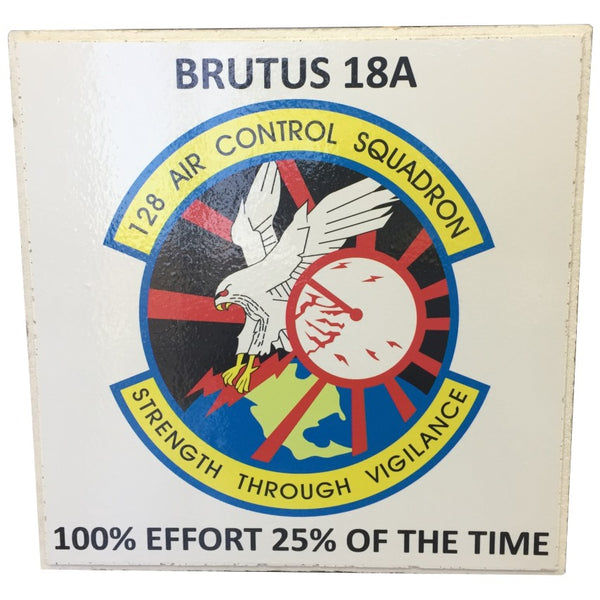 BRUTUS 18A
128 AIR CONTROL SQUADRON
STRENGTH THROUGH VIGILANCE
100% EFFORT 25% OF THE TIME